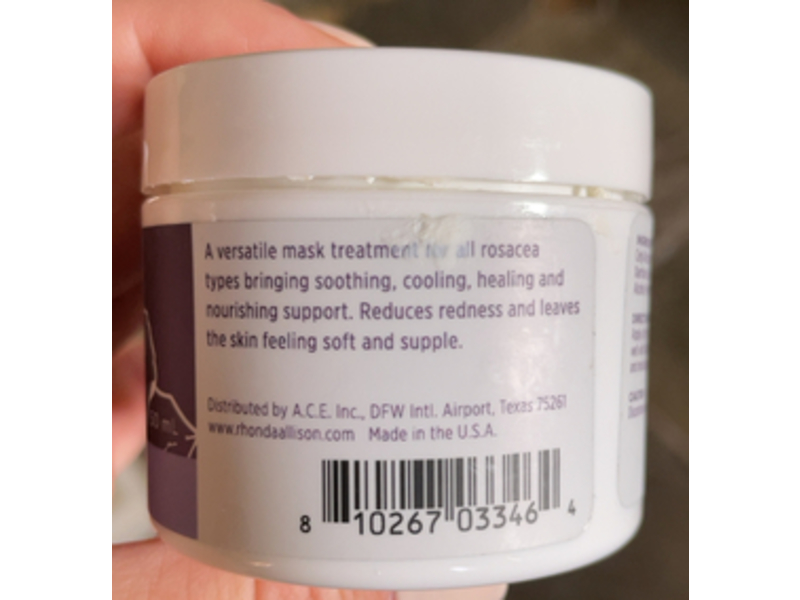 A versatile mask treatment for all rosacea
types bringing soothing, cooling, healing and
nourishing support. Reduces redness and leaves
the skin feeling soft and supple.
Distributed by A.C.E. Inc., DFW Intl. Airport, Texas 75261
www.rhondaallison.com Made in the U.S.A.
8 10267 03346 4